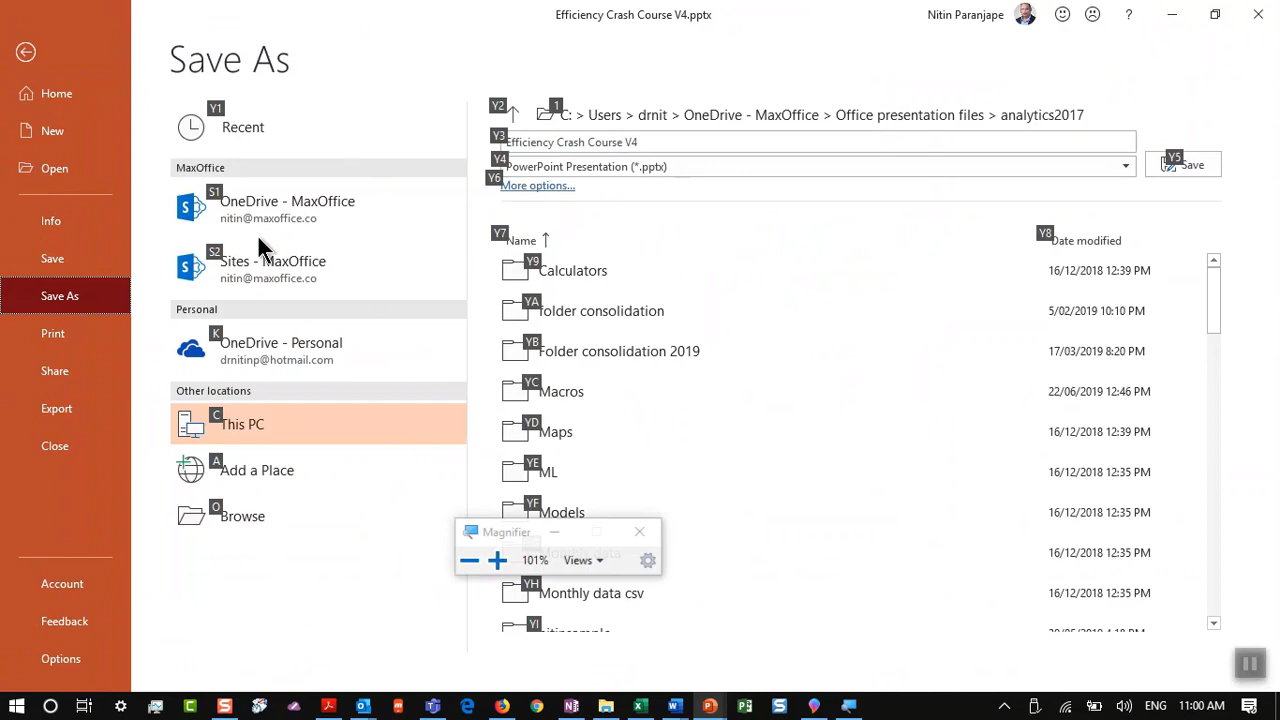 Efficiency Crash Course V4.pptx
Nitin Paranjape
?
Save As
Home
New
Open
Info
Save
Save As
Print
Share
Export
Close
Account
Feedback
Options
Y1
Recent
MaxOffice
S1
OneDrive - MaxOffice
nitin@maxoffice.co
S2
Sites - MaxOffice
nitin@maxoffice.co
Personal
K
OneDrive - Personal
drnitinp@hotmail.com
Other locations
C
This PC
A
Add a Place
O
Browse
Y2 1
C: > Users > drnit > OneDrive - MaxOffice > Office presentation files > analytics2017
Y3
Efficiency Crash Course V4
Y4
PowerPoint Presentation (*.pptx)
Y5
Save
Y6
More options...
Y7 Y8
Name Date modified
Y9
Calculators 16/12/2018 12:39 PM
YA
folder consolidation 5/02/2019 10:10 PM
YB
Folder consolidation 2019 17/03/2019 8:20 PM
YC
Macros 22/06/2019 12:46 PM
YD
Maps 16/12/2018 12:39 PM
YE
ML 16/12/2018 12:35 PM
YF
Models 16/12/2018 12:35 PM
Monthly data 16/12/2018 12:35 PM
YH
Monthly data csv 16/12/2018 12:35 PM
YI
Magnifier
101% Views
11:00 AM